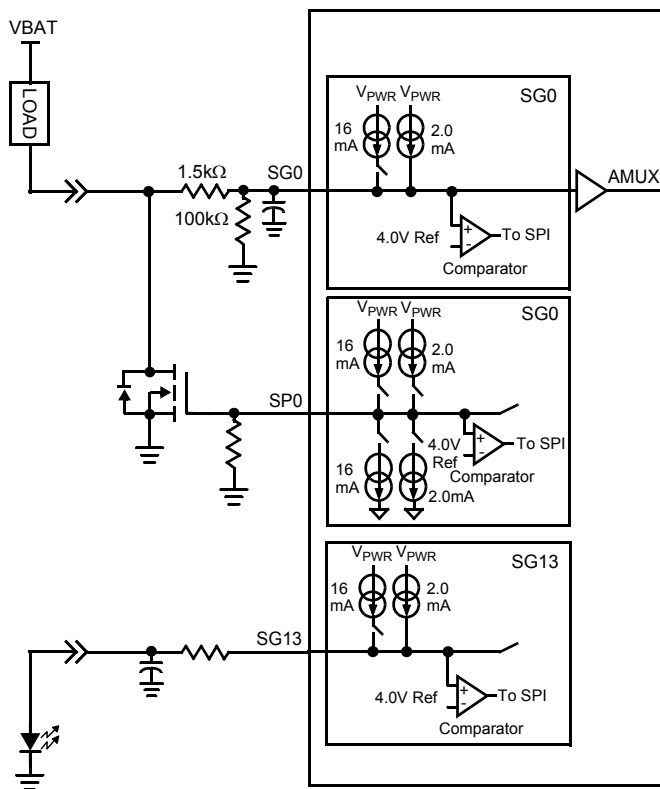 VBAT
LOAD
1.5kΩ
100kΩ
SG0
VPWR VPWR
SG0
16 mA
2.0 mA
AMUX
4.0V Ref
+
-
To SPI
Comparator
VPWR VPWR
SG0
16 mA
2.0 mA
SP0
4.0V Ref
+
-
To SPI
Comparator
16 mA
2.0mA
VPWR VPWR
SG13
16 mA
2.0 mA
SG13
4.0V Ref
+
-
To SPI
Comparator